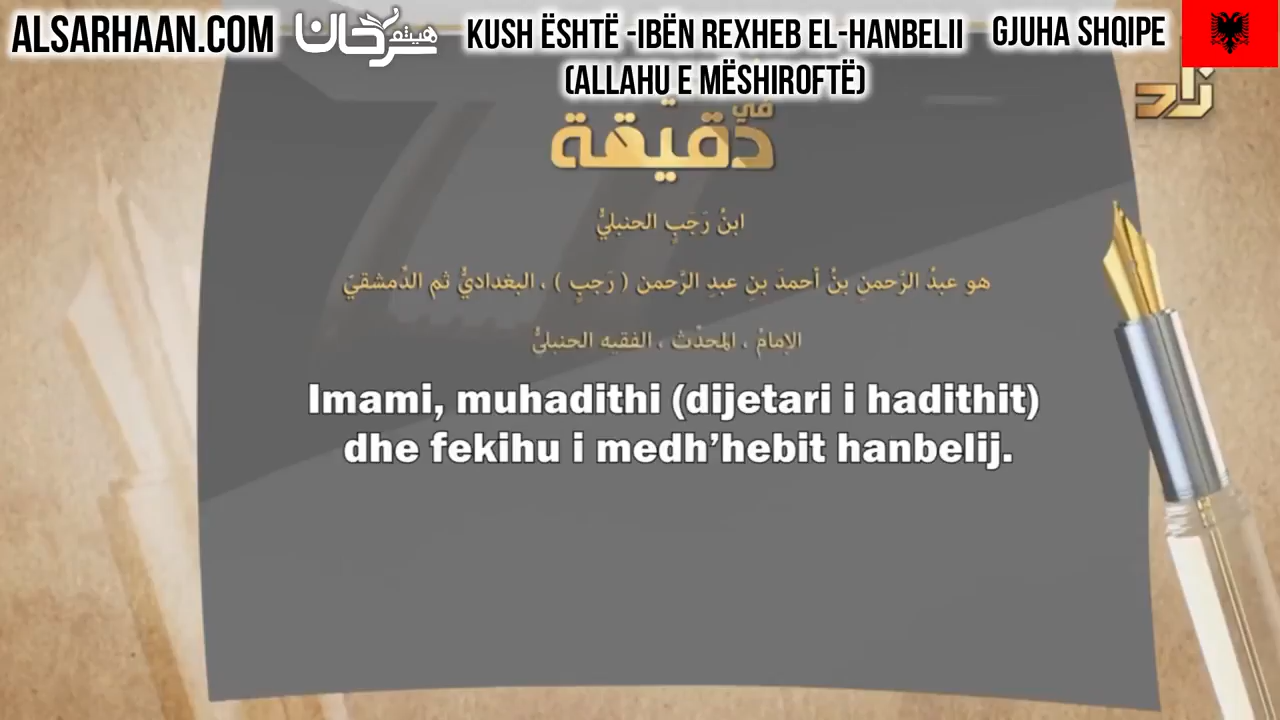 ALSARHAAN.COM هيثم سرحان KUSH ËSHTË -IBËN REXHEB EL-HANBELII GJUHA SHQIPE
(ALLAHU E MËSHIROFTË)
زاد
في دقيقة
ابنُ رَجَبٍ الحنبليُّ
هو عبدُ الرَّحمنِ بنُ أحمدَ بنِ عبدِ الرَّحمن ( رَجبٍ ) ، البغداديُّ ثم الدِّمشقيّ
الإمامُ ، المحدِّث ، الفقيه الحنبليُّ
Imami, muhadithi (dijetari i hadithit)
dhe fekihu i medh’hebit hanbelij.